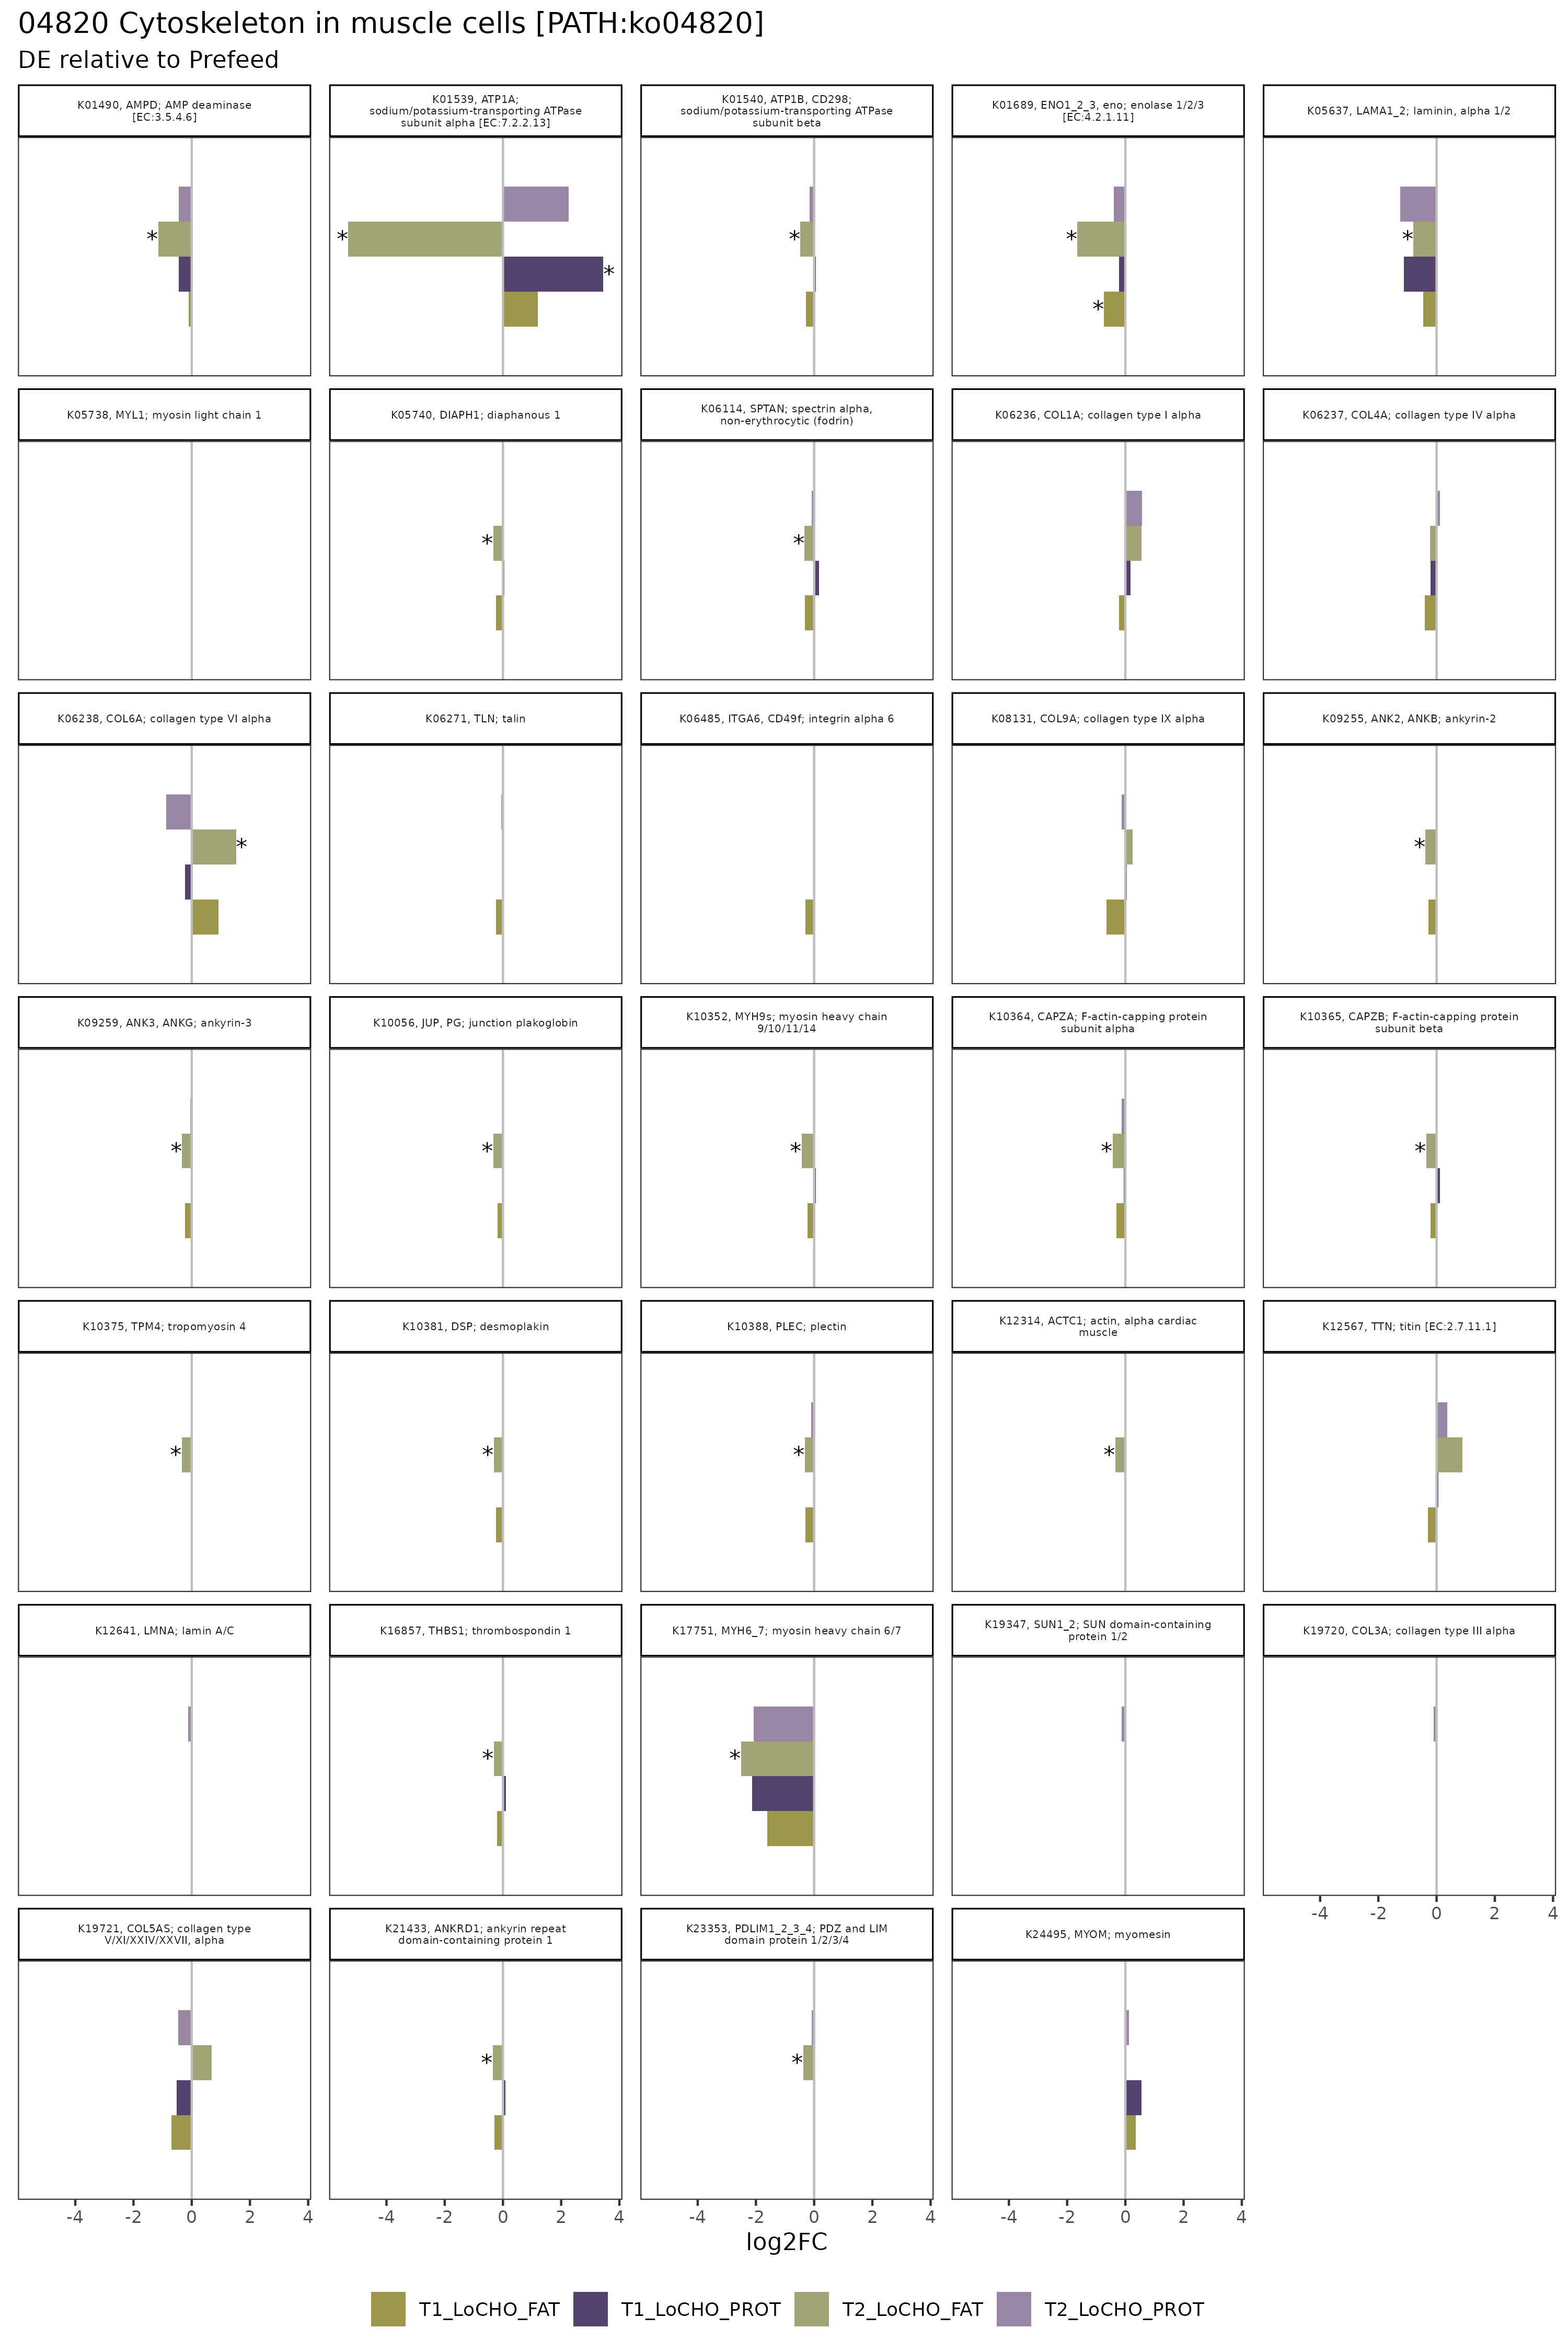 04820 Cytoskeleton in muscle cells [PATH:ko04820]
DE relative to Prefeed
K01490, AMPD; AMP deaminase
[EC:3.5.4.6]
K01539, ATP1A;
sodium/potassium-transporting ATPase
subunit alpha [EC:7.2.2.13]
K01540, ATP1B, CD298;
sodium/potassium-transporting ATPase
subunit beta
K01689, ENO1_2_3, eno; enolase 1/2/3
[EC:4.2.1.11]
K05637, LAMA1_2; laminin, alpha 1/2
*
*
*
*
*
*
*
K05738, MYL1; myosin light chain 1
K05740, DIAPH1; diaphanous 1
K06114, SPTAN; spectrin alpha,
non-erythrocytic (fodrin)
K06236, COL1A; collagen type I alpha
K06237, COL4A; collagen type IV alpha
*
*
K06238, COL6A; collagen type VI alpha
K06271, TLN; talin
K06485, ITGA6, CD49f; integrin alpha 6
K08131, COL9A; collagen type IX alpha
K09255, ANK2, ANKB; ankyrin-2
*
*
K09259, ANK3, ANKG; ankyrin-3
K10056, JUP, PG; junction plakoglobin
K10352, MYH9s; myosin heavy chain
9/10/11/14
K10364, CAPZA; F-actin-capping protein
subunit alpha
K10365, CAPZB; F-actin-capping protein
subunit beta
*
*
*
*
*
K10375, TPM4; tropomyosin 4
K10381, DSP; desmoplakin
K10388, PLEC; plectin
K12314, ACTC1; actin, alpha cardiac
muscle
K12567, TTN; titin [EC:2.7.11.1]
*
*
*
*
K12641, LMNA; lamin A/C
K16857, THBS1; thrombospondin 1
K17751, MYH6_7; myosin heavy chain 6/7
K19347, SUN1_2; SUN domain-containing
protein 1/2
K19720, COL3A; collagen type III alpha
*
*
-4 -2 0 2 4
K19721, COL5AS; collagen type
V/XI/XXIV/XXVII, alpha
K21433, ANKRD1; ankyrin repeat
domain-containing protein 1
K23353, PDLIM1_2_3_4; PDZ and LIM
domain protein 1/2/3/4
K24495, MYOM; myomesin
*
*
-4 -2 0 2 4
-4 -2 0 2 4
-4 -2 0 2 4
-4 -2 0 2 4
log2FC
T1_LoCHO_FAT T1_LoCHO_PROT T2_LoCHO_FAT T2_LoCHO_PROT